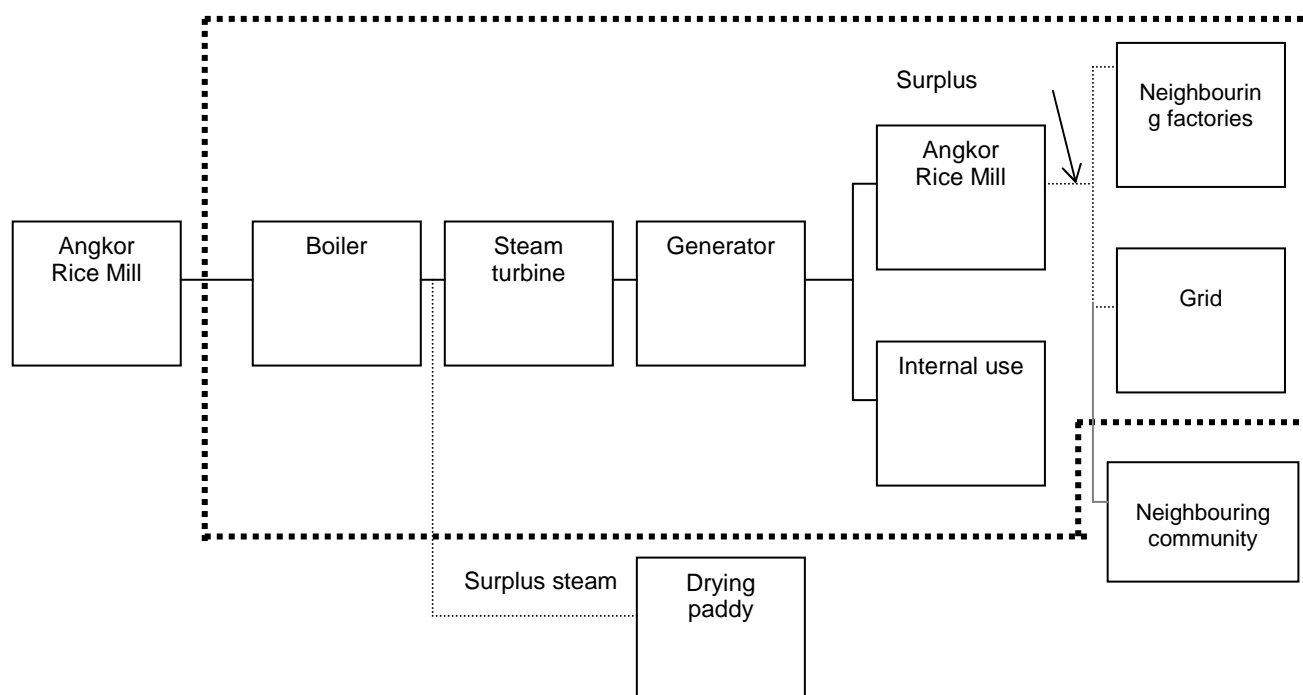 Surplus
Neighbourin
g factories
Angkor
Rice Mill
Angkor
Rice Mill
Boiler
Steam
turbine
Generator
Grid
Internal use
Neighbouring
community
Surplus steam
Drying
paddy